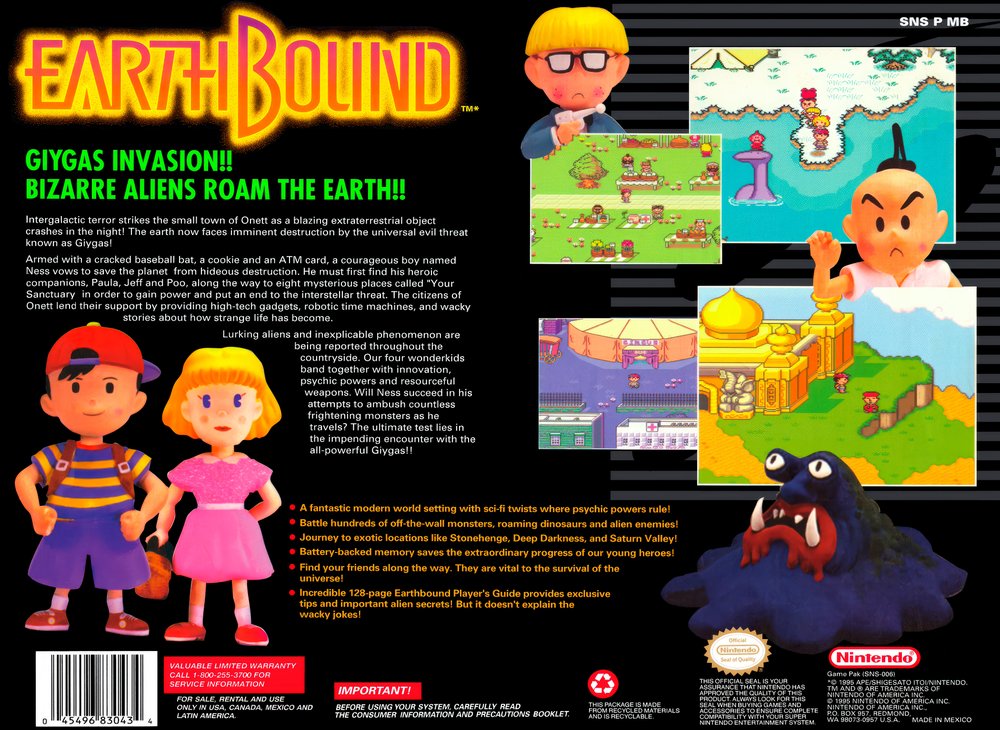 EARTHBOUND
TM*
GIYGAS INVASION!!
BIZARRE ALIENS ROAM THE EARTH!!
Intergalactic terror strikes the small town of Onett as a blazing extraterrestrial object
crashes in the night! The earth now faces imminent destruction by the universal evil threat
known as Giygas!
Armed with a cracked baseball bat, a cookie and an ATM card, a courageous boy named
Ness vows to save the planet from hideous destruction. He must first find his heroic
companions, Paula, Jeff and Poo, along the way to eight mysterious places called "Your
Sanctuary in order to gain power and put an end to the interstellar threat. The citizens of
Onett lend their support by providing high-tech gadgets, robotic time machines, and wacky
stories about how strange life has become.
Lurking aliens and inexplicable phenomenon are
being reported throughout the
countryside. Our four wonderkids
band together with innovation,
psychic powers and resourceful
weapons. Will Ness succeed in his
attempts to ambush countless
frightening monsters as he
travels? The ultimate test lies in
the impending encounter with the
all-powerful Giygas!!
• A fantastic modern world setting with sci-fi twists where psychic powers rule!
• Battle hundreds of off-the-wall monsters, roaming dinosaurs and alien enemies!
• Journey to exotic locations like Stonehenge, Deep Darkness, and Saturn Valley!
• Battery-backed memory saves the extraordinary progress of our young heroes!
• Find your friends along the way. They are vital to the survival of the
universe!
• Incredible 128-page Earthbound Player's Guide provides exclusive
tips and important alien secrets! But it doesn't explain the
wacky jokes!
SNS P MB
CIRCUS
0 45496 83043 4
VALUABLE LIMITED WARRANTY
CALL 1-800-255-3700 FOR
SERVICE INFORMATION
FOR SALE, RENTAL AND USE
ONLY IN USA, CANADA, MEXICO AND
LATIN AMERICA.
IMPORTANT!
BEFORE USING YOUR SYSTEM, CAREFULLY READ
THE CONSUMER INFORMATION AND PRECAUTIONS BOOKLET.
THIS PACKAGE IS MADE
FROM RECYCLED MATERIALS
AND IS RECYCLABLE.
Official
Nintendo
Seal of Quality
THIS OFFICIAL SEAL IS YOUR
ASSURANCE THAT NINTENDO HAS
APPROVED THE QUALITY OF THIS
PRODUCT. ALWAYS LOOK FOR THIS
SEAL WHEN BUYING GAMES AND
ACCESSORIES TO ENSURE COMPLETE
COMPATIBILITY WITH YOUR SUPER
NINTENDO ENTERTAINMENT SYSTEM.
Nintendo®
Game Pak (SNS-006)
*© 1995 APE/SHIGESATO ITOI/NINTENDO.
TM AND ® ARE TRADEMARKS OF
NINTENDO OF AMERICA INC.
© 1995 NINTENDO OF AMERICA INC.
NINTENDO OF AMERICA INC.
P.O. BOX 957, REDMOND,
WA 98073-0957 U.S.A. MADE IN MEXICO